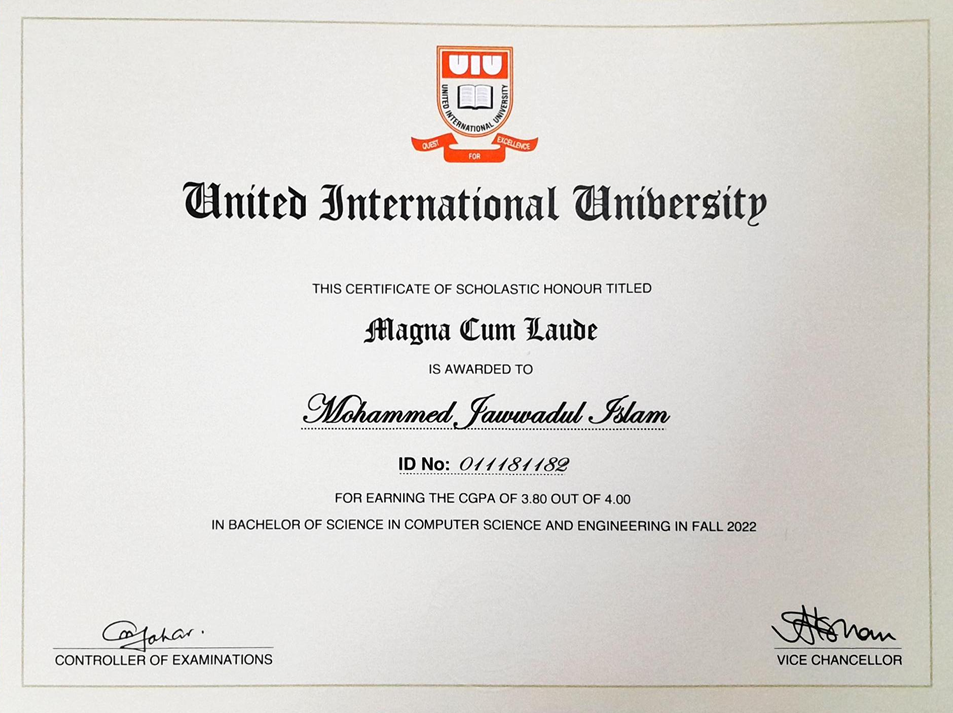 UIU
UNITED INTERNATIONAL UNIVERSITY
QUEST FOR EXCELLENCE
United International University
THIS CERTIFICATE OF SCHOLASTIC HONOUR TITLED
Magna Cum Laude
IS AWARDED TO
Mohammed Jawwadul Islam
ID No: 011181182
FOR EARNING THE CGPA OF 3.80 OUT OF 4.00
IN BACHELOR OF SCIENCE IN COMPUTER SCIENCE AND ENGINEERING IN FALL 2022
CONTROLLER OF EXAMINATIONS
VICE CHANCELLOR